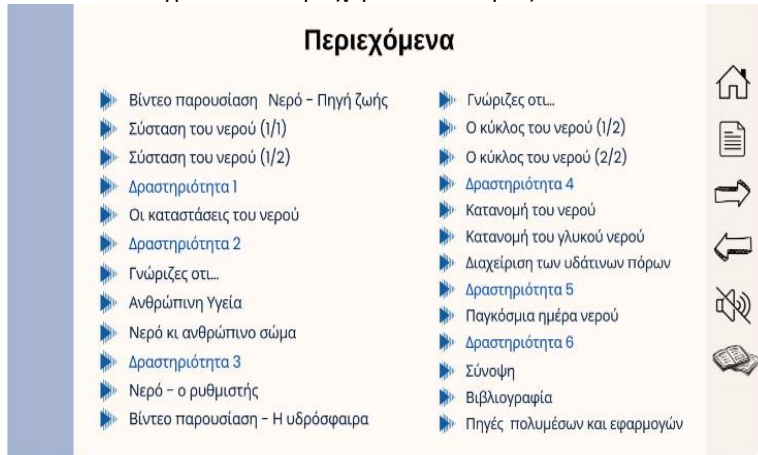 Περιεχόμενα
Βίντεο παρουσίαση Νερό – Πηγή ζωής
Σύσταση του νερού (1/1)
Σύσταση του νερού (1/2)
Δραστηριότητα 1
Οι καταστάσεις του νερού
Δραστηριότητα 2
Γνώριζες οτι...
Ανθρώπινη Υγεία
Νερό κι ανθρώπινο σώμα
Δραστηριότητα 3
Νερό – ο ρυθμιστής
Βίντεο παρουσίαση – Η υδρόσφαιρα
Γνώριζες οτι...
Ο κύκλος του νερού (1/2)
Ο κύκλος του νερού (2/2)
Δραστηριότητα 4
Κατανομή του νερού
Κατανομή του γλυκού νερού
Διαχείριση των υδάτινων πόρων
Δραστηριότητα 5
Παγκόσμια ημέρα νερού
Δραστηριότητα 6
Σύνοψη
Βιβλιογραφία
Πηγές πολυμέσων και εφαρμογών